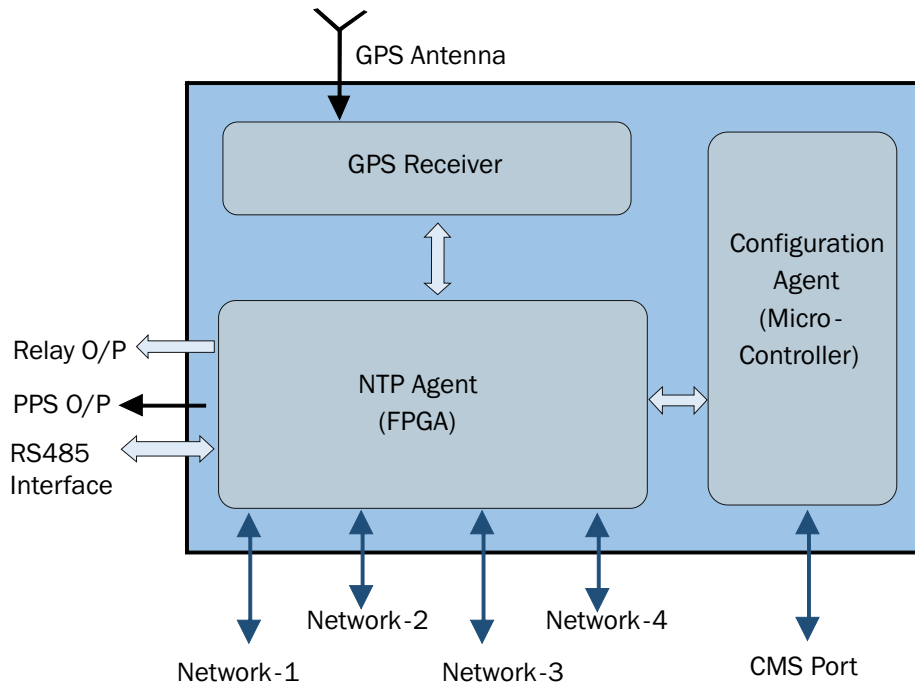 GPS Antenna
GPS Receiver
Configuration
Agent
(Micro-
Controller)
Relay O/P
NTP Agent
(FPGA)
PPS O/P
RS485
Interface
Network-2
Network-4
Network-1
Network-3
CMS Port